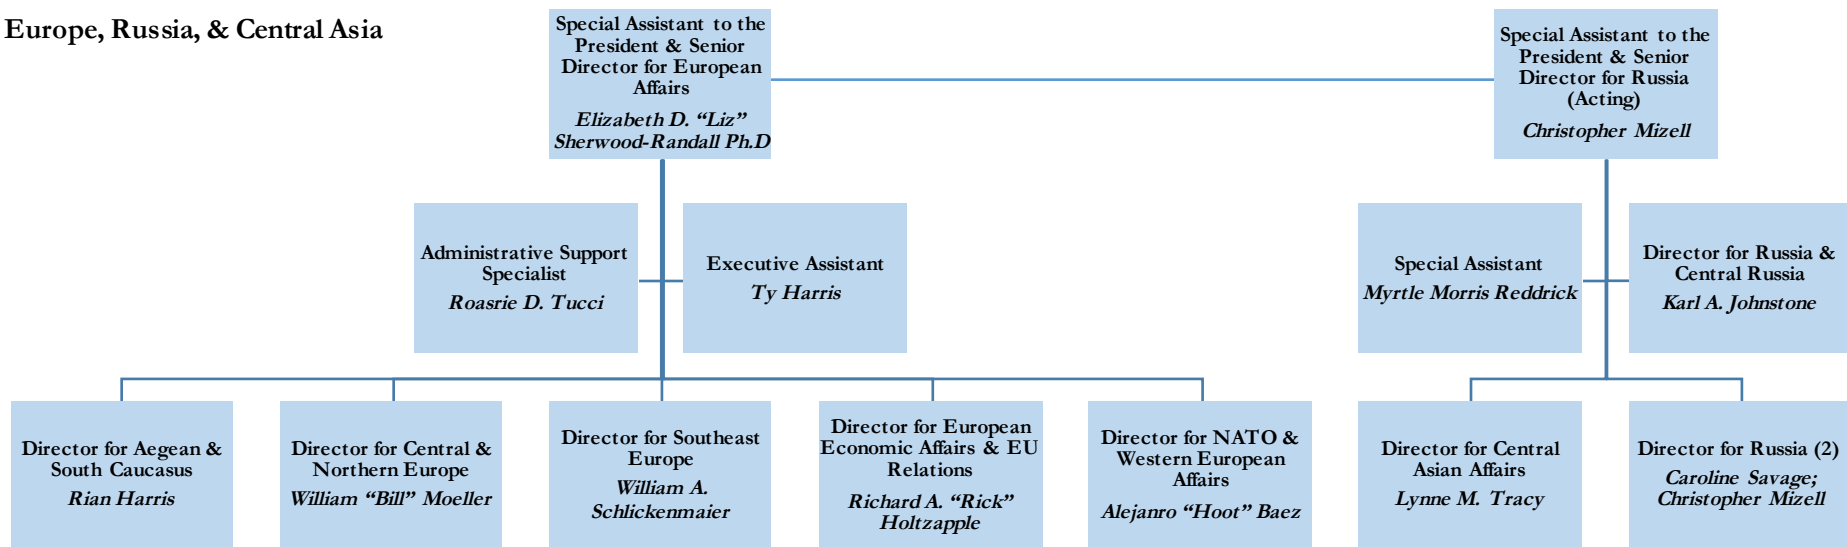 Europe, Russia, & Central Asia
Special Assistant to the
President & Senior
Director for European
Affairs
Elizabeth D. “Liz”
Sherwood-Randall Ph.D
Special Assistant to the
President & Senior
Director for Russia
(Acting)
Christopher Mizell
Administrative Support
Specialist
Roasrie D. Tucci
Executive Assistant
Ty Harris
Special Assistant
Myrtle Morris Reddrick
Director for Russia &
Central Russia
Karl A. Johnstone
Director for Aegean &
South Caucasus
Rian Harris
Director for Central &
Northern Europe
William “Bill” Moeller
Director for Southeast
Europe
William A.
Schlickenmaier
Director for European
Economic Affairs & EU
Relations
Richard A. “Rick”
Holtzapple
Director for NATO &
Western European
Affairs
Alejanro “Hoot” Baez
Director for Central
Asian Affairs
Lynne M. Tracy
Director for Russia (2)
Caroline Savage;
Christopher Mizell